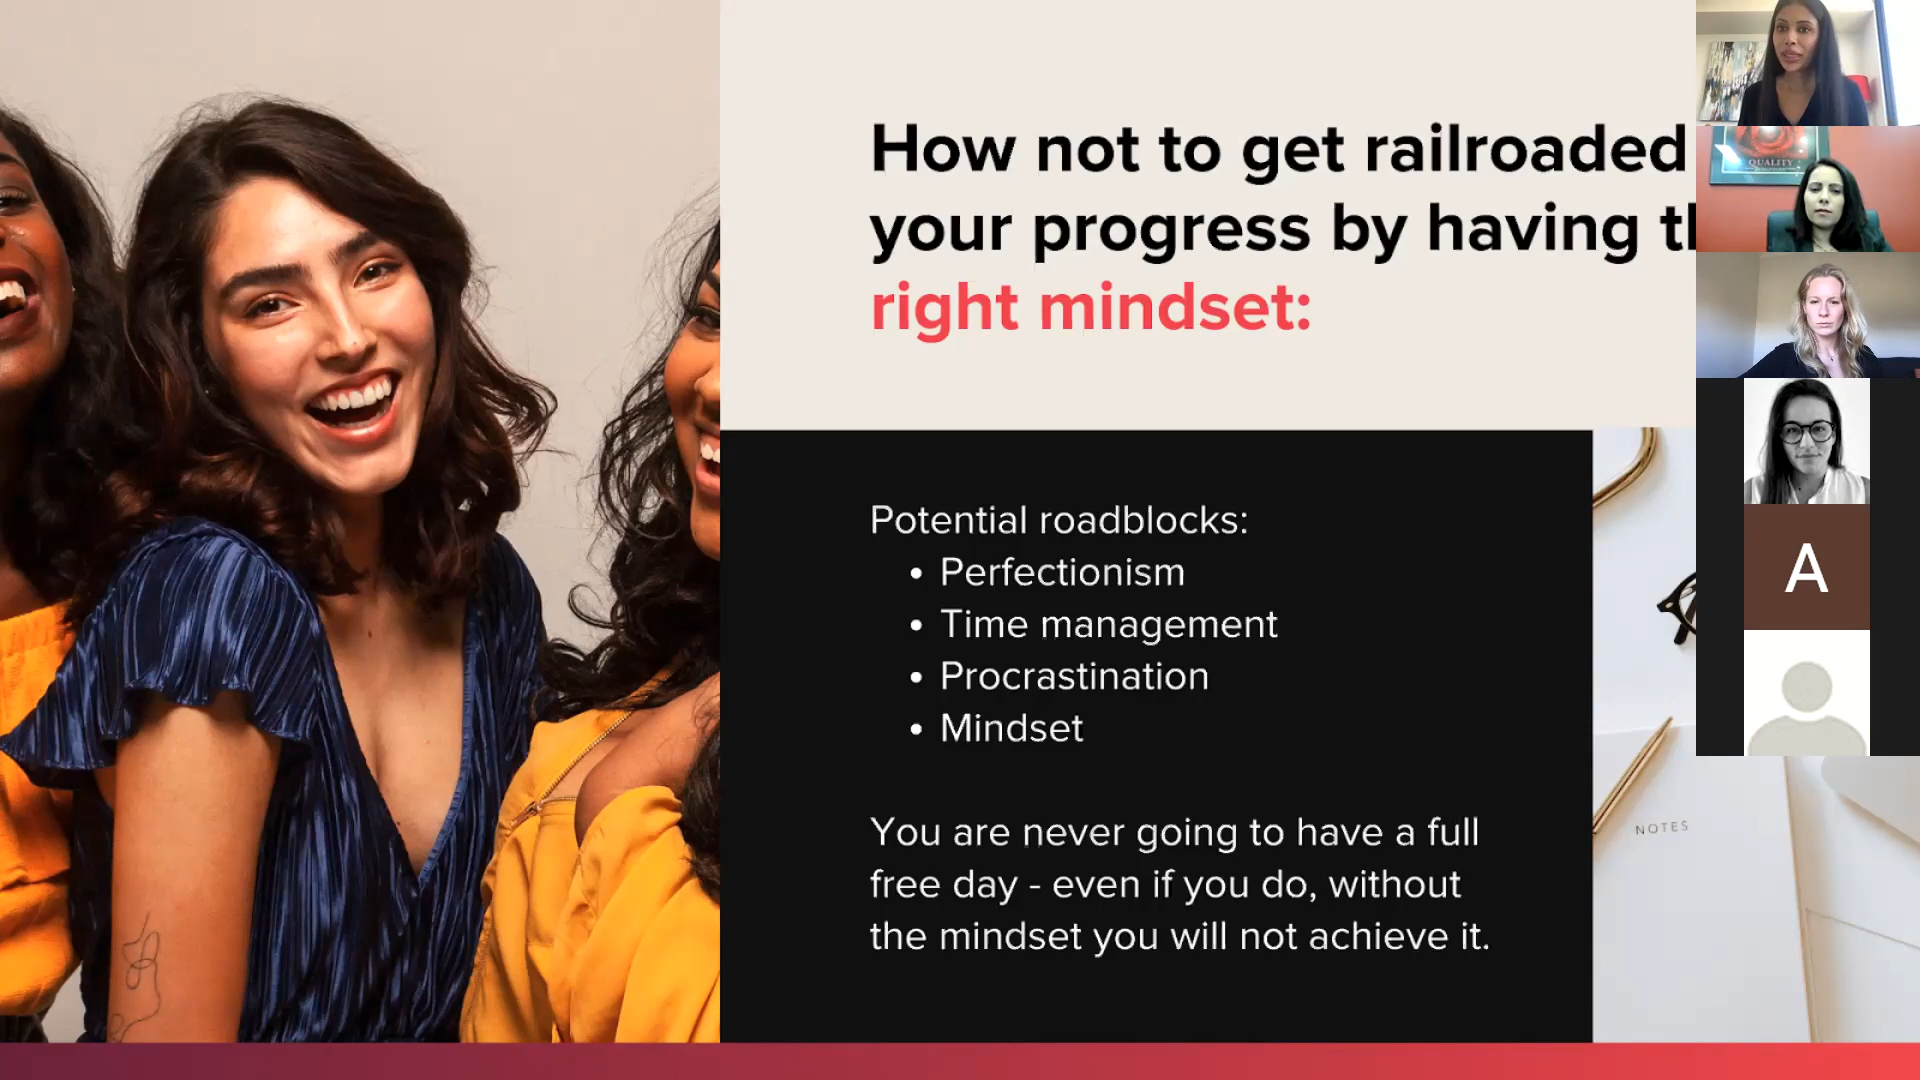 How not to get railroaded
your progress by having
right mindset:
Potential roadblocks:
• Perfectionism
• Time management
• Procrastination
• Mindset
You are never going to have a full
free day - even if you do, without
the mindset you will not achieve it.
NOTES
QUALITY
A